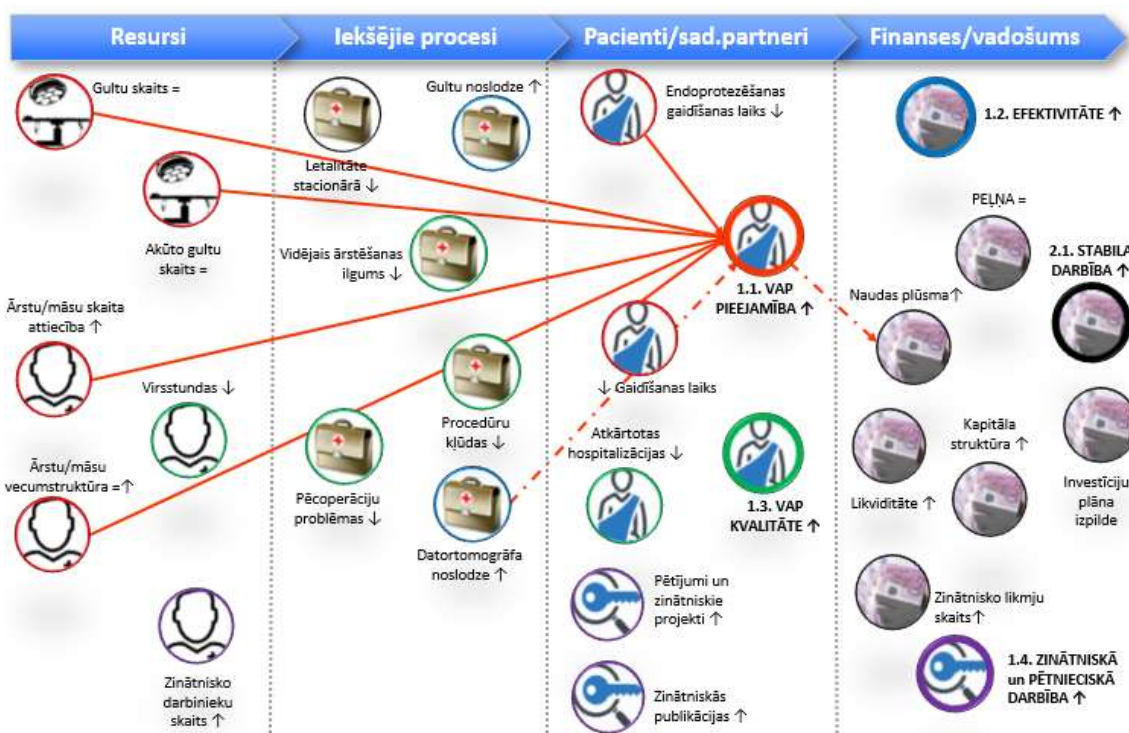 Resursi
Iekšējie procesi
Pacienti/sad.partneri
Finanses/vadošums
Gultu skaits =
Akūto gultu
skaits =
Ārstu/māsu skaita
attiecība ↑
Virsstundas ↓
Ārstu/māsu
vecumstruktūra =↑
Zinātnisko
darbinieku
skaits ↑
Gultu noslodze ↑
Letalitāte
stacionārā ↓
Vidējais ārstēšanas
ilgums ↓
Procedūru
kļūdas ↓
Pēcoperāciju
problēmas ↓
Datortomogrāfa
noslodze ↑
Endoprotezēšanas
gaidīšanas laiks ↓
1.1. VAP
PIEEJAMĪBA ↑
↓ Gaidīšanas laiks
Atkārtotas
hospitalizācijas ↓
1.3. VAP
KVALITĀTE ↑
Pētījumi un
zinātniskie
projekti ↑
Zinātniskās
publikācijas ↑
1.2. EFEKTIVITĀTE ↑
PEĻŅA =
2.1. STABILA
DARBĪBA ↑
Naudas plūsma↑
Kapitāla
struktūra ↑
Likviditāte ↑
Investīciju
plāna
izpilde
Zinātnisko likmju
skaits↑
1.4. ZINĀTNISKĀ
un PĒTNIECISKĀ
DARBĪBA ↑